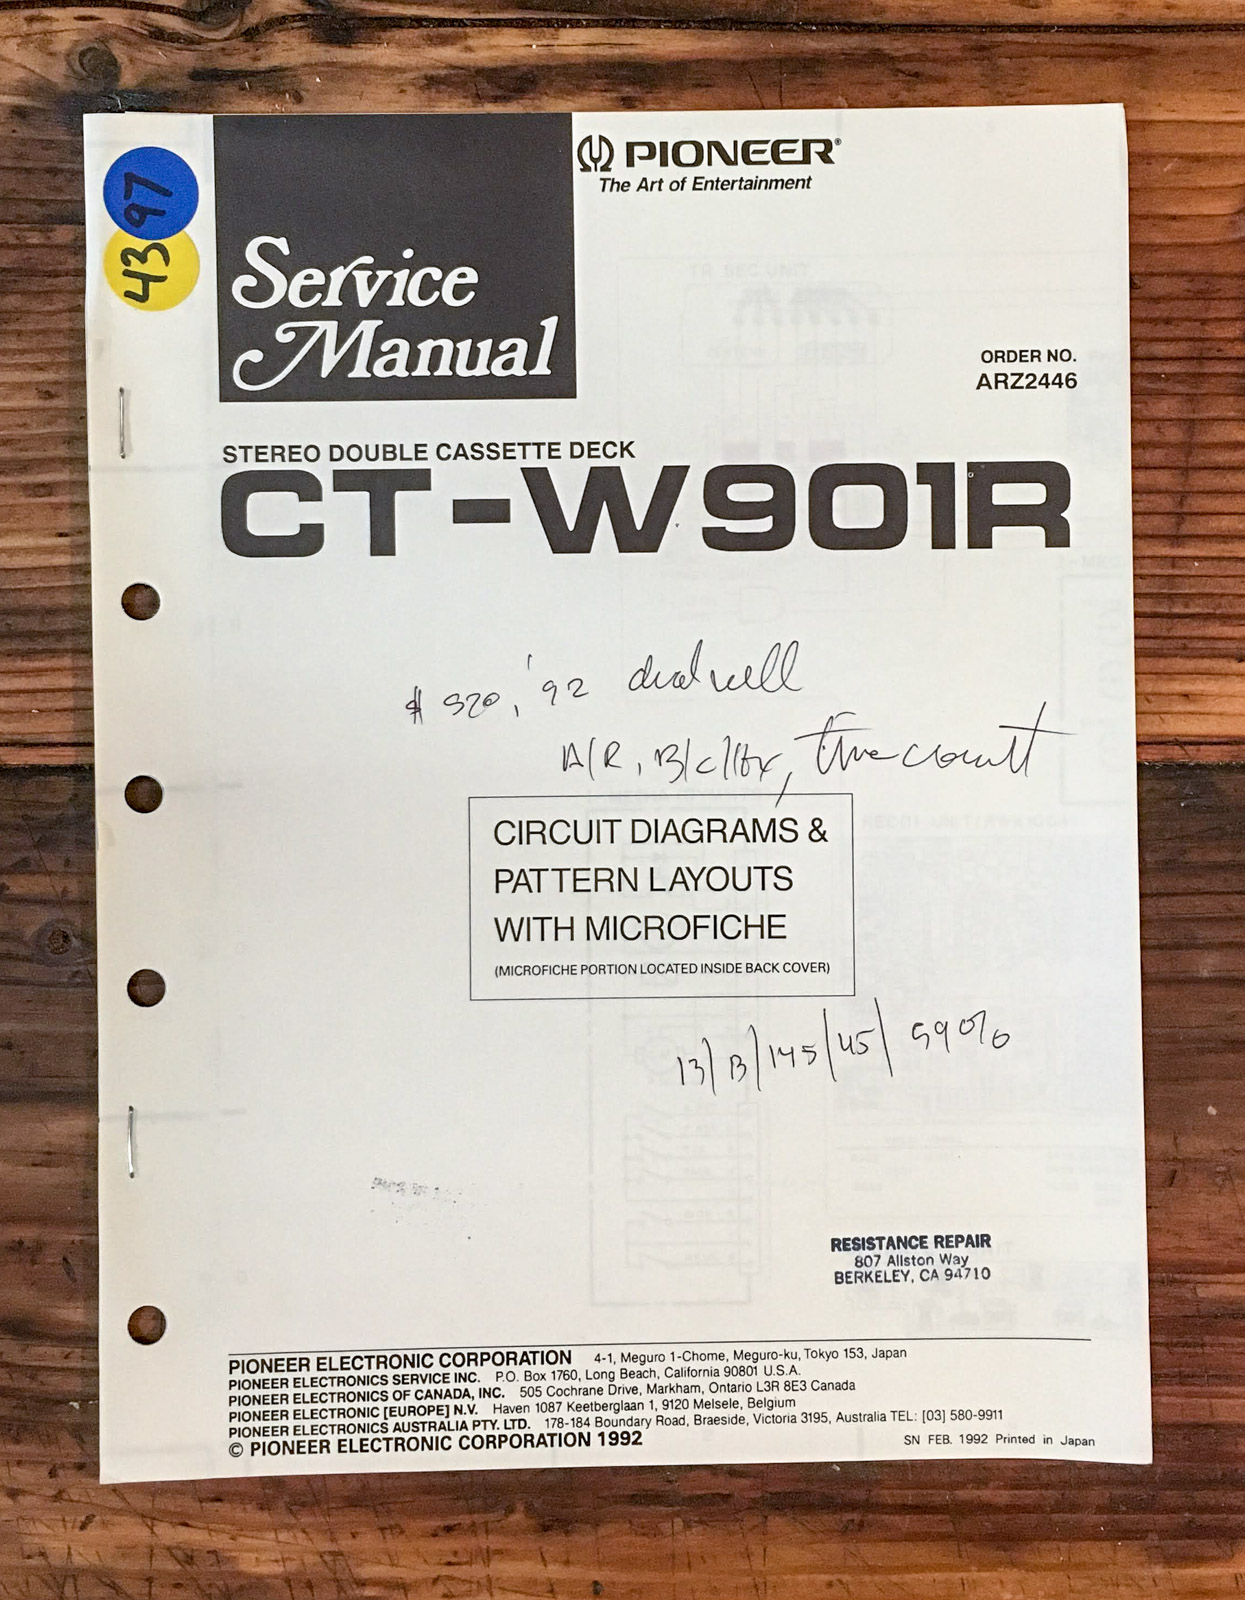 4397
PIONEER®
The Art of Entertainment
Service
Manual
ORDER NO.
ARZ2446
STEREO DOUBLE CASSETTE DECK
CT-W901R
'92
A/R, B/c/Hx,
CIRCUIT DIAGRAMS &
PATTERN LAYOUTS
WITH MICROFICHE
(MICROFICHE PORTION LOCATED INSIDE BACK COVER)
13/B/145/45/
RESISTANCE REPAIR
807 Allston Way
BERKELEY, CA 94710
PIONEER ELECTRONIC CORPORATION 4-1, Meguro 1-Chome, Meguro-ku, Tokyo 153, Japan
PIONEER ELECTRONICS SERVICE INC. P.O. Box 1760, Long Beach, California 90801 U.S.A.
PIONEER ELECTRONICS OF CANADA, INC. 505 Cochrane Drive, Markham, Ontario L3R 8E3 Canada
PIONEER ELECTRONIC [EUROPE] N.V. Haven 1087 Keetberglaan 1, 9120 Melsele, Belgium
PIONEER ELECTRONICS AUSTRALIA PTY. LTD. 178-184 Boundary Road, Braeside, Victoria 3195, Australia TEL: [03] 580-9911
© PIONEER ELECTRONIC CORPORATION 1992
SN FEB. 1992 Printed in Japan